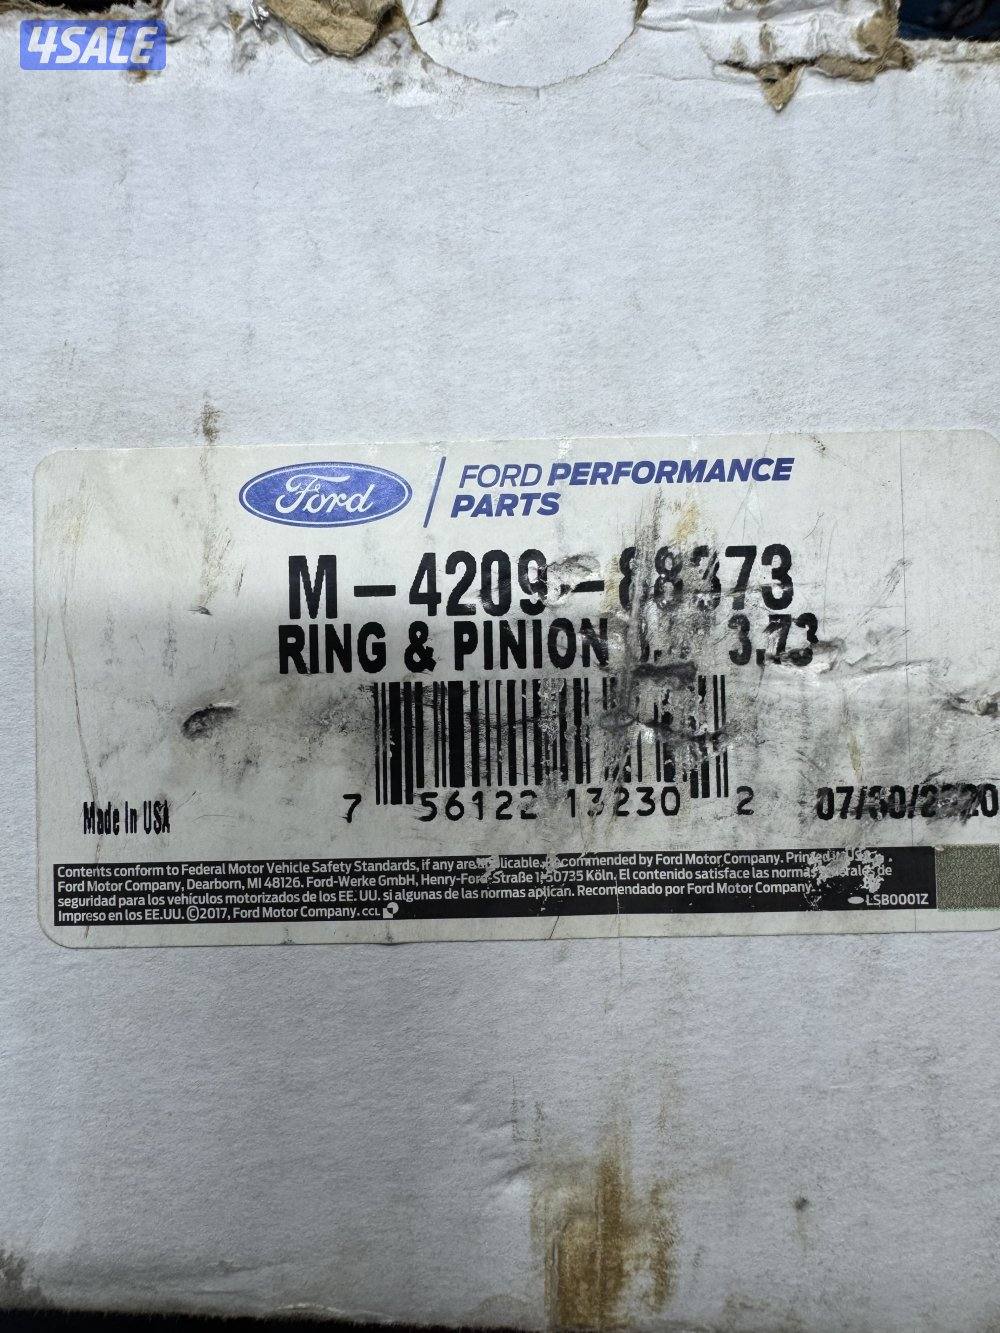 4SALE
Ford
FORD PERFORMANCE
PARTS
M-4209-88373
RING & PINION 3.73
7 56122 13230 2
Made In USA
Contents conform to Federal Motor Vehicle Safety Standards, if any are applicable. Recommended by Ford Motor Company. Printed in USA.
Ford Motor Company, Dearborn, MI 48126. Ford-Werke GmbH, Henry-Ford-Straße 1, 50735 Köln. El contenido satisface las normas generales de
seguridad para los vehículos motorizados de los EE. UU. si algunas de las normas aplican. Recomendado por Ford Motor Company.
Impreso en los EE.UU. ©2017, Ford Motor Company. CCL
LSB0001Z